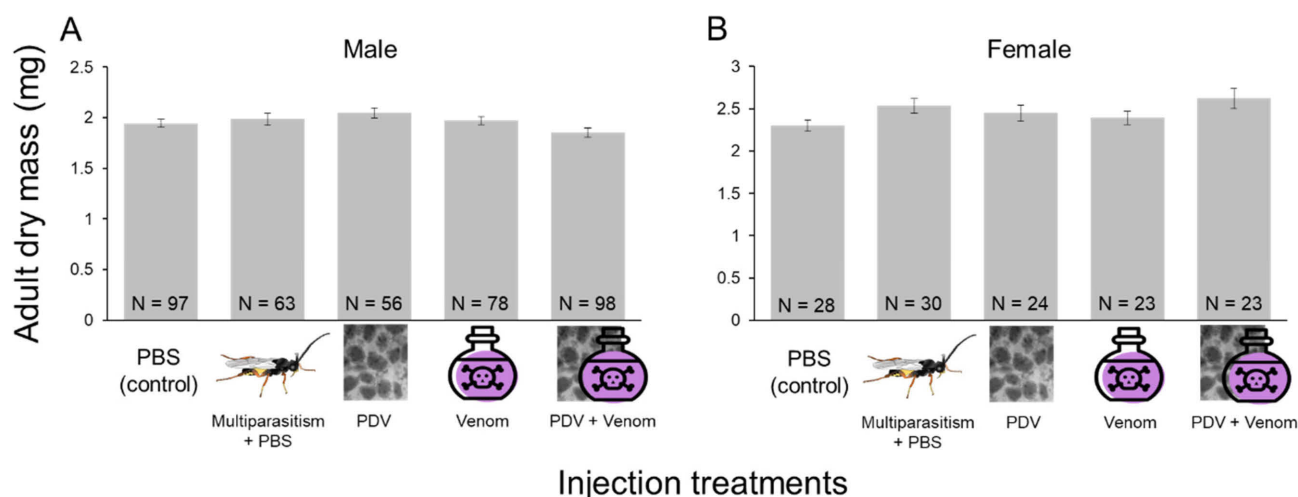 A
Male
Adult dry mass (mg)
2.5
2
1.5
1
0.5
0
N = 97
N = 63
N = 56
N = 78
N = 98
PBS
(control)
Multiparasitism
+ PBS
PDV
Venom
PDV + Venom
B
Female
3
2.5
2
1.5
1
0.5
0
N = 28
N = 30
N = 24
N = 23
N = 23
PBS
(control)
Multiparasitism
+ PBS
PDV
Venom
PDV + Venom
Injection treatments